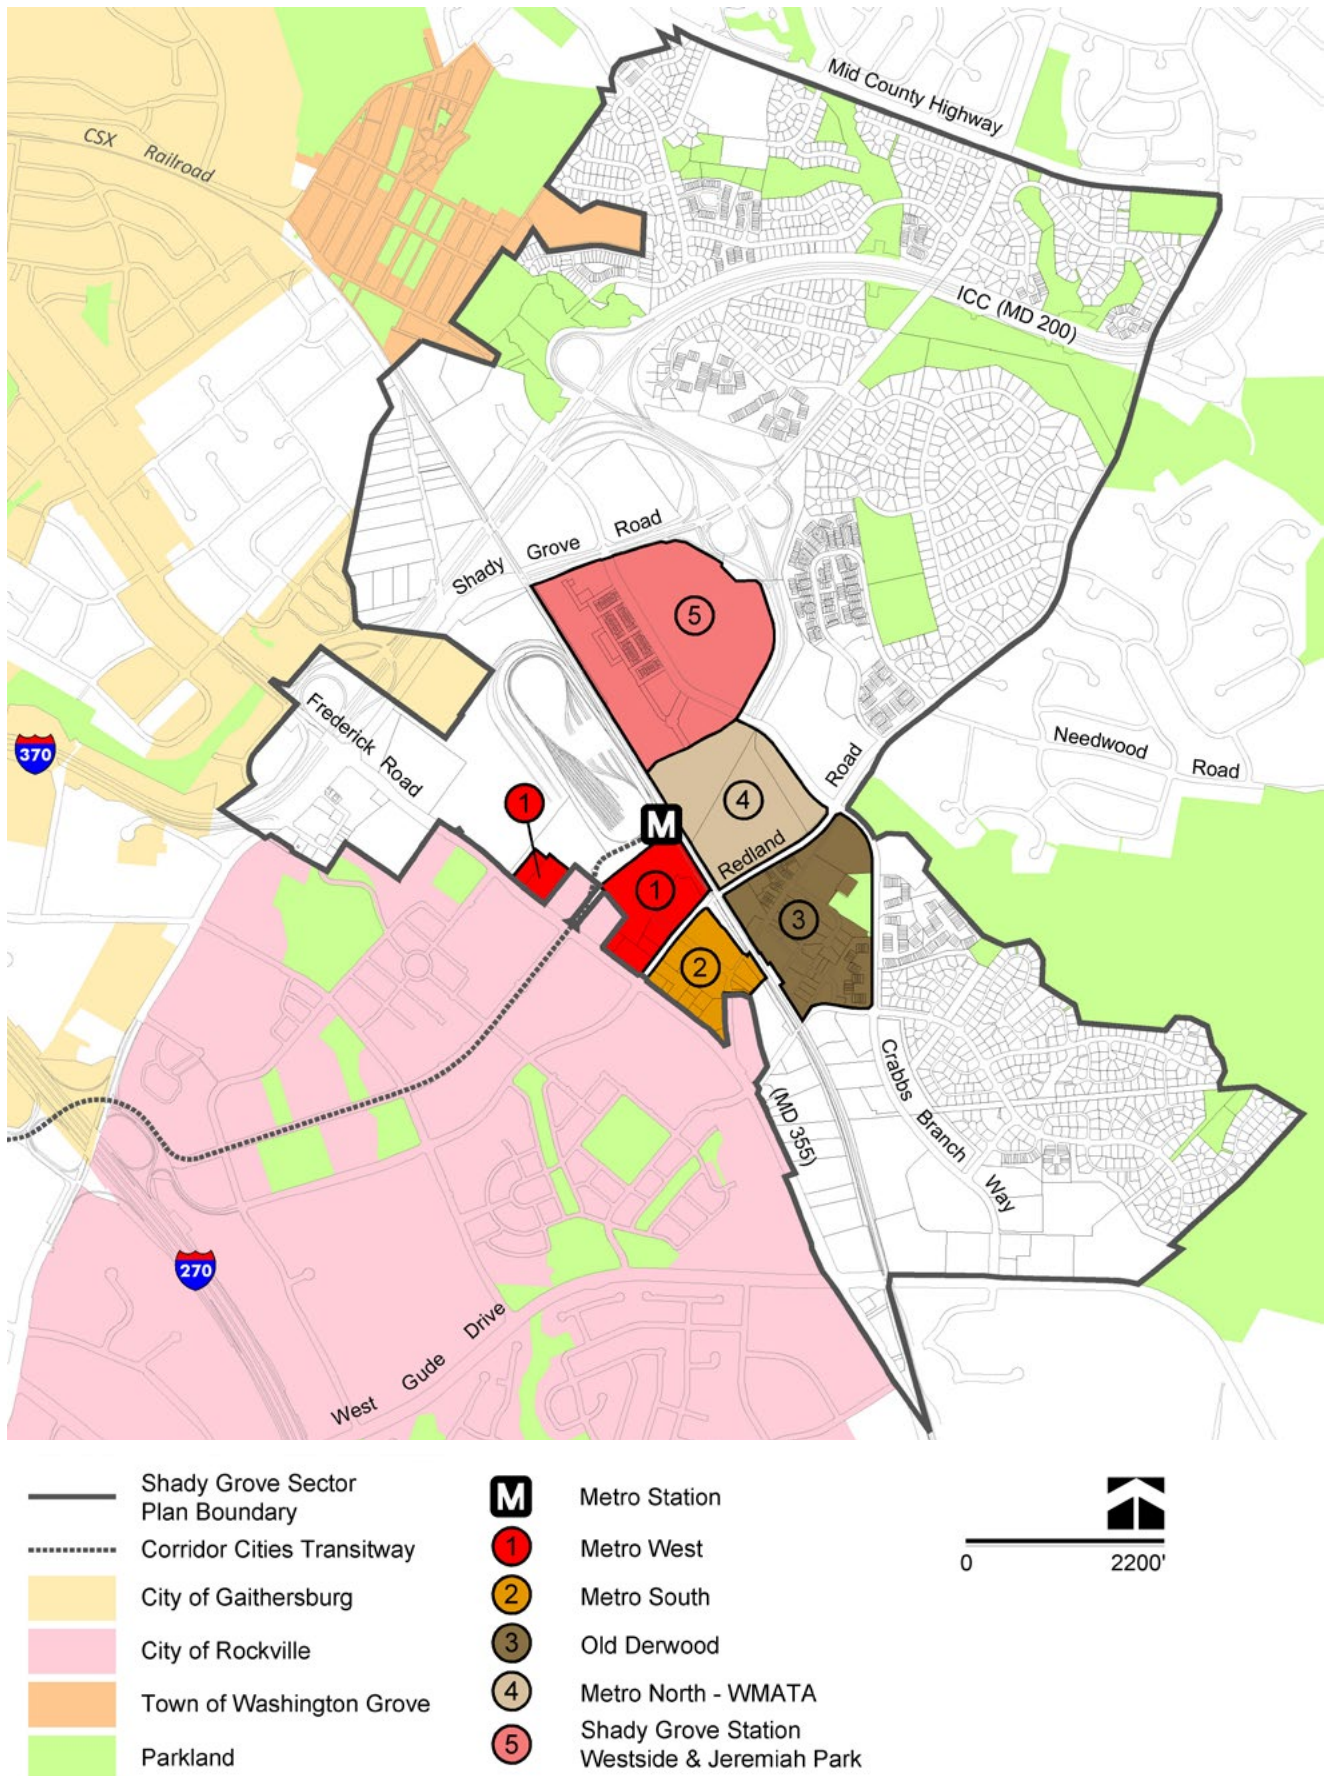 Mid County Highway
CSX Railroad
ICC (MD 200)
Shady Grove Road
5
Frederick Road
370
Needwood Road
1
M
4
Road
Redland
1
3
2
Crabbs Branch Way
(MD 355)
270
West Gude Drive
Shady Grove Sector
Plan Boundary
Corridor Cities Transitway
City of Gaithersburg
City of Rockville
Town of Washington Grove
Parkland
M Metro Station
1 Metro West
2 Metro South
3 Old Derwood
4 Metro North - WMATA
5 Shady Grove Station
Westside & Jeremiah Park
0 2200'